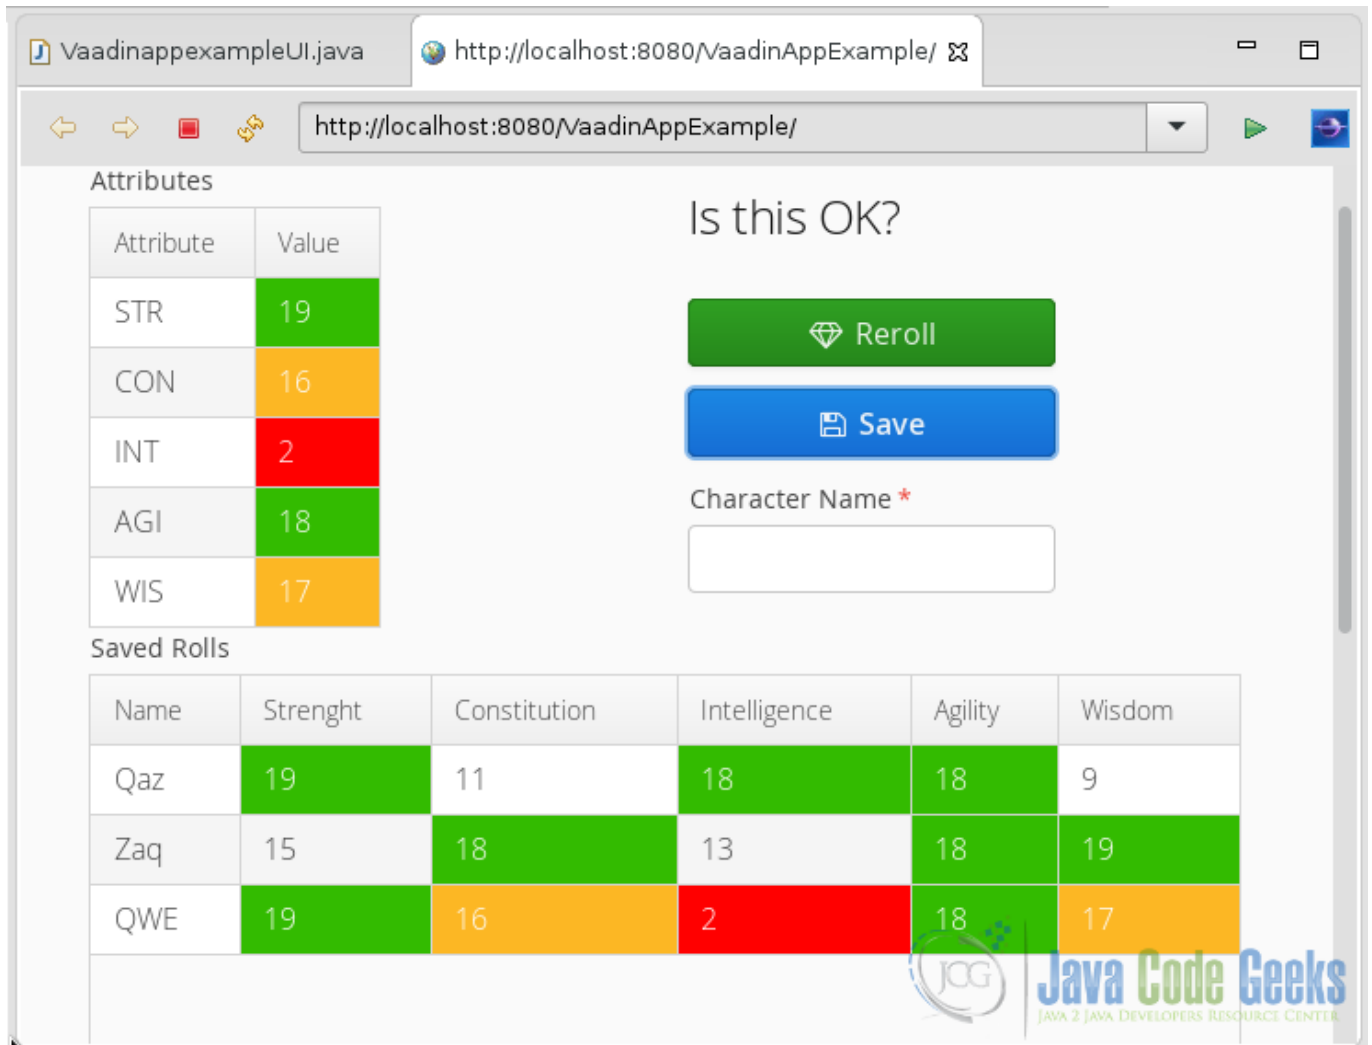 VaadinappexampleUI.java
http://localhost:8080/VaadinAppExample/
http://localhost:8080/VaadinAppExample/
Attributes
Attribute Value
STR 19
CON 16
INT 2
AGI 18
WIS 17
Is this OK?
Reroll
Save
Character Name *
Saved Rolls
Name Strenght Constitution Intelligence Agility Wisdom
Qaz 19 11 18 18 9
Zaq 15 18 13 18 19
QWE 19 16 2 18 17
JCG
Java Code Geeks
JAVA 2 JAVA DEVELOPERS RESOURCE CENTER